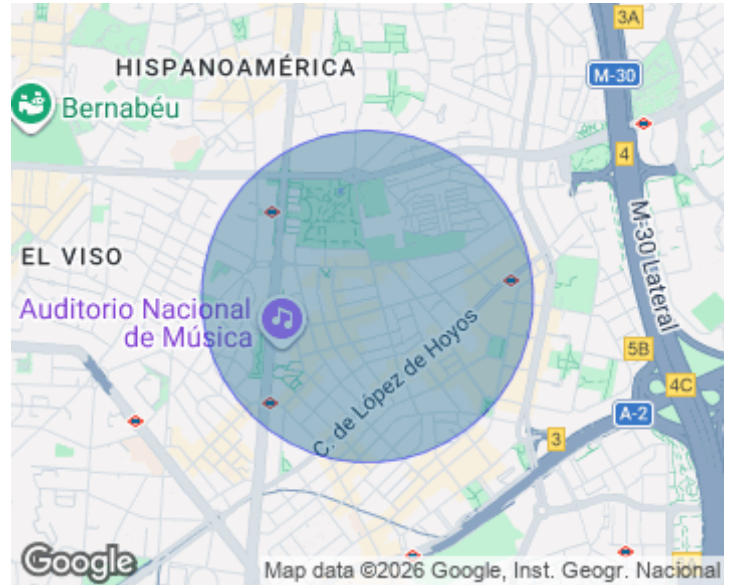 3A
HISPANOAMÉRICA
M-30
Bernabéu
4
M-30 Lateral
EL VISO
Auditorio Nacional
de Música
C. de López de Hoyos
5B
4C
A-2
3
Google
Map data ©2026 Google, Inst. Geogr. Nacional